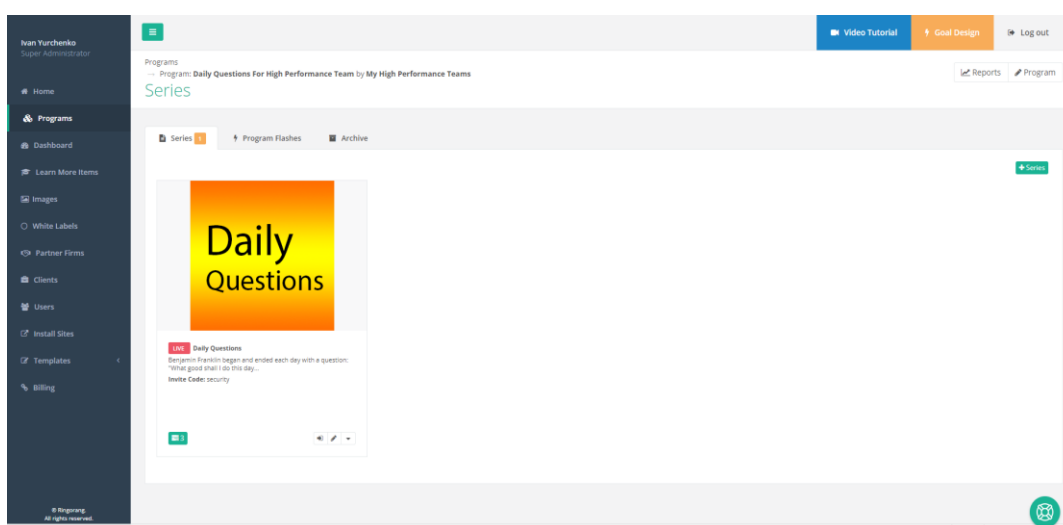 Ivan Yurchenko
Super Administrator
Home
Programs
Dashboard
Learn More Items
Images
White Labels
Partner Firms
Clients
Users
Install Sites
Templates
Billing
© Ringorang.
All rights reserved.
Video Tutorial
Goal Design
Log out
Programs
→ Program: Daily Questions For High Performance Team by My High Performance Teams
Series
Reports
Program
Series 1
Program Flashes
Archive
+ Series
Daily
Questions
LIVE Daily Questions
Benjamin Franklin began and ended each day with a question:
"What good shall I do this day...
Invite Code: security
3